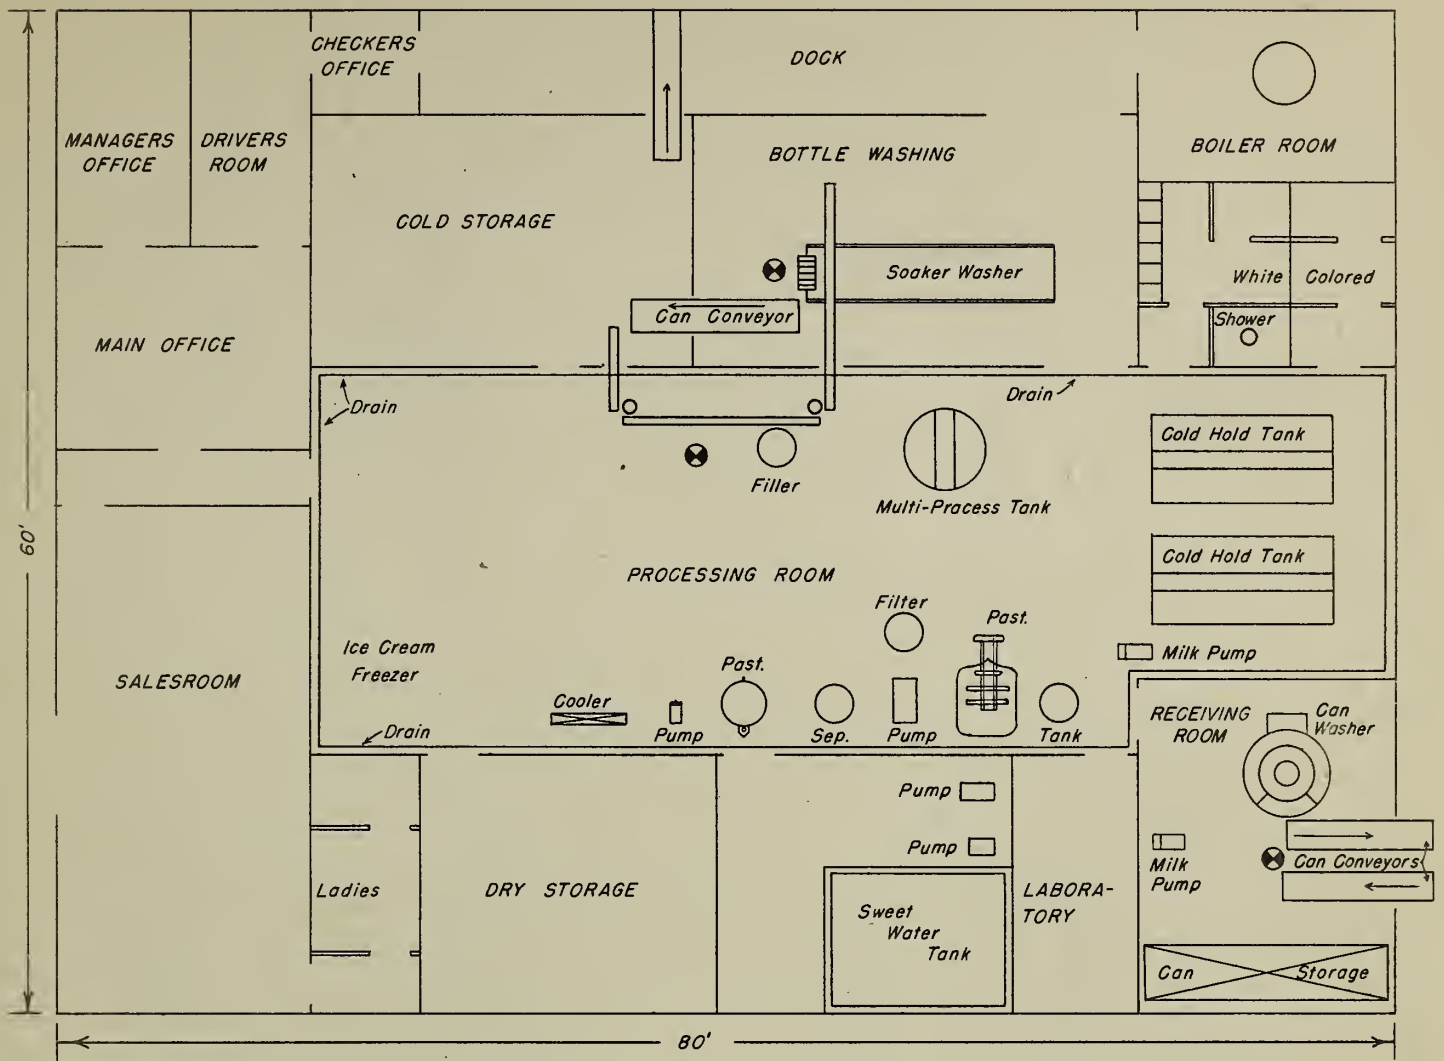 CHECKERS
OFFICE
DOCK
MANAGERS
OFFICE
DRIVERS
ROOM
BOTTLE WASHING
BOILER ROOM
COLD STORAGE
Soaker Washer
White
Colored
Can Conveyor
Shower
MAIN OFFICE
Drain
Drain
Cold Hold Tank
Filler
Multi-Process Tank
60'
Cold Hold Tank
PROCESSING ROOM
Filter
Past.
Ice Cream
Freezer
Milk Pump
Past.
SALESROOM
Cooler
RECEIVING
ROOM
Can
Washer
Drain
Pump
Sep.
Pump
Tank
Pump
Pump
Can Conveyors
Milk
Pump
Ladies
DRY STORAGE
LABORA-
TORY
Sweet
Water
Tank
Can Storage
80'